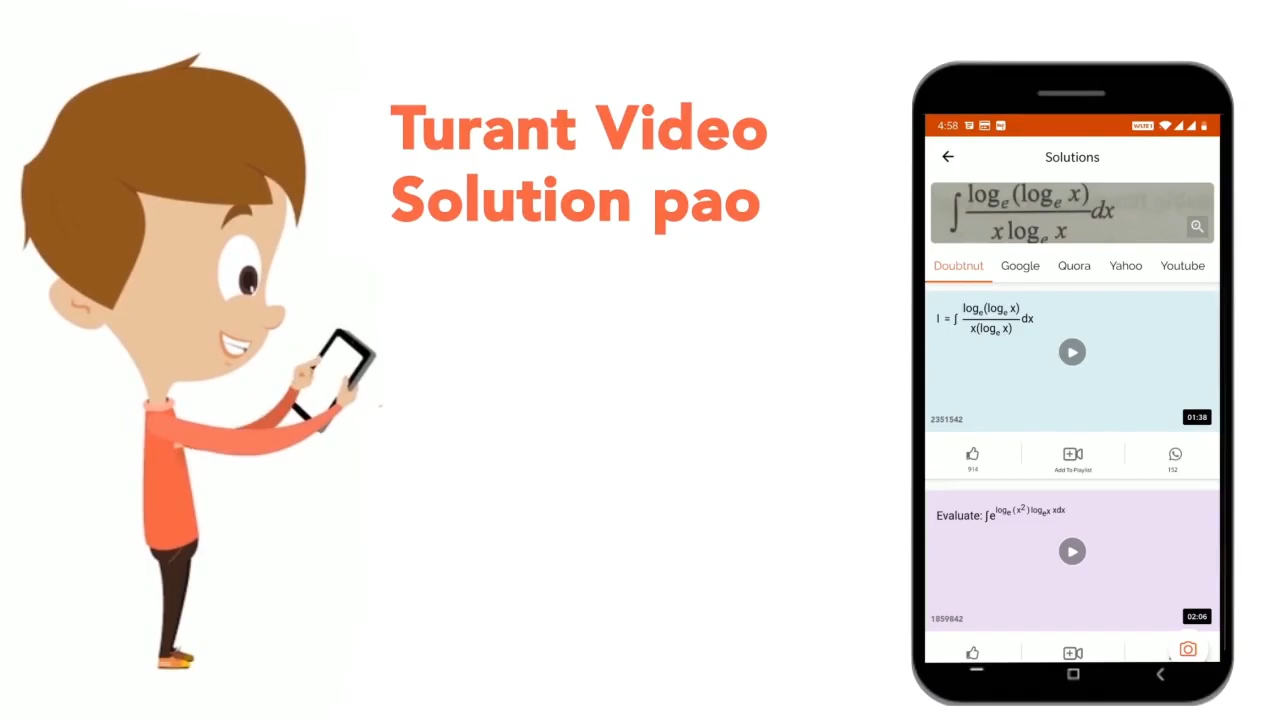 Turant Video
Solution pao
4:58
Solutions
∫ logₑ(logₑ x) / x logₑ x dx
Doubtnut Google Quora Yahoo Youtube
I = ∫ logₑ(logₑ x) / x(logₑ x) dx
2351542 01:38
914 Add To Playlist 152
Evaluate: ∫e^logₑ(x²)logₑx xdx
1859842 02:06